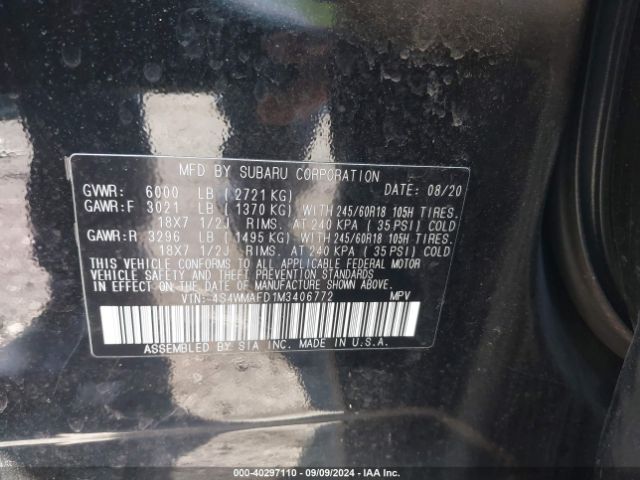 MFD BY SUBARU CORPORATION
GVWR: 6000 LB ( 2721 KG) DATE: 08/20
GAWR:F 3021 LB ( 1370 KG) WITH 245/60R18 105H TIRES.
18X7 1/2J RIMS. AT 240 KPA ( 35 PSI) COLD
GAWR:R 3296 LB ( 1495 KG) WITH 245/60R18 105H TIRES.
18X7 1/2J RIMS. AT 240 KPA ( 35 PSI) COLD
THIS VEHICLE CONFORMS TO ALL APPLICABLE FEDERAL MOTOR
VEHICLE SAFETY AND THEFT PREVENTION STANDARDS
IN EFFECT ON THE DATE OF MANUFACTURE SHOWN ABOVE.
VIN: 4S4WMAFD1M3406772 MPV
ASSEMBLED BY SIA INC. MADE IN U.S.A.
000-40297110 - 09/09/2024 - IAA Inc.